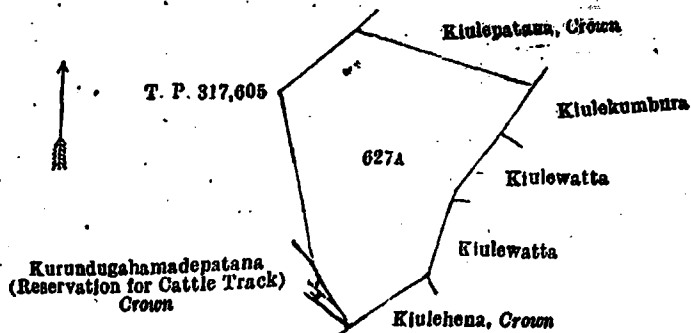 Kiulepatana, Crown
T. P. 317,605
Kiulekumbura
627A
Kiulewatta
Kiulewatta
Kurundugahamadepatana
(Reservation for Cattle Track)
Crown
Kiulehena, Crown